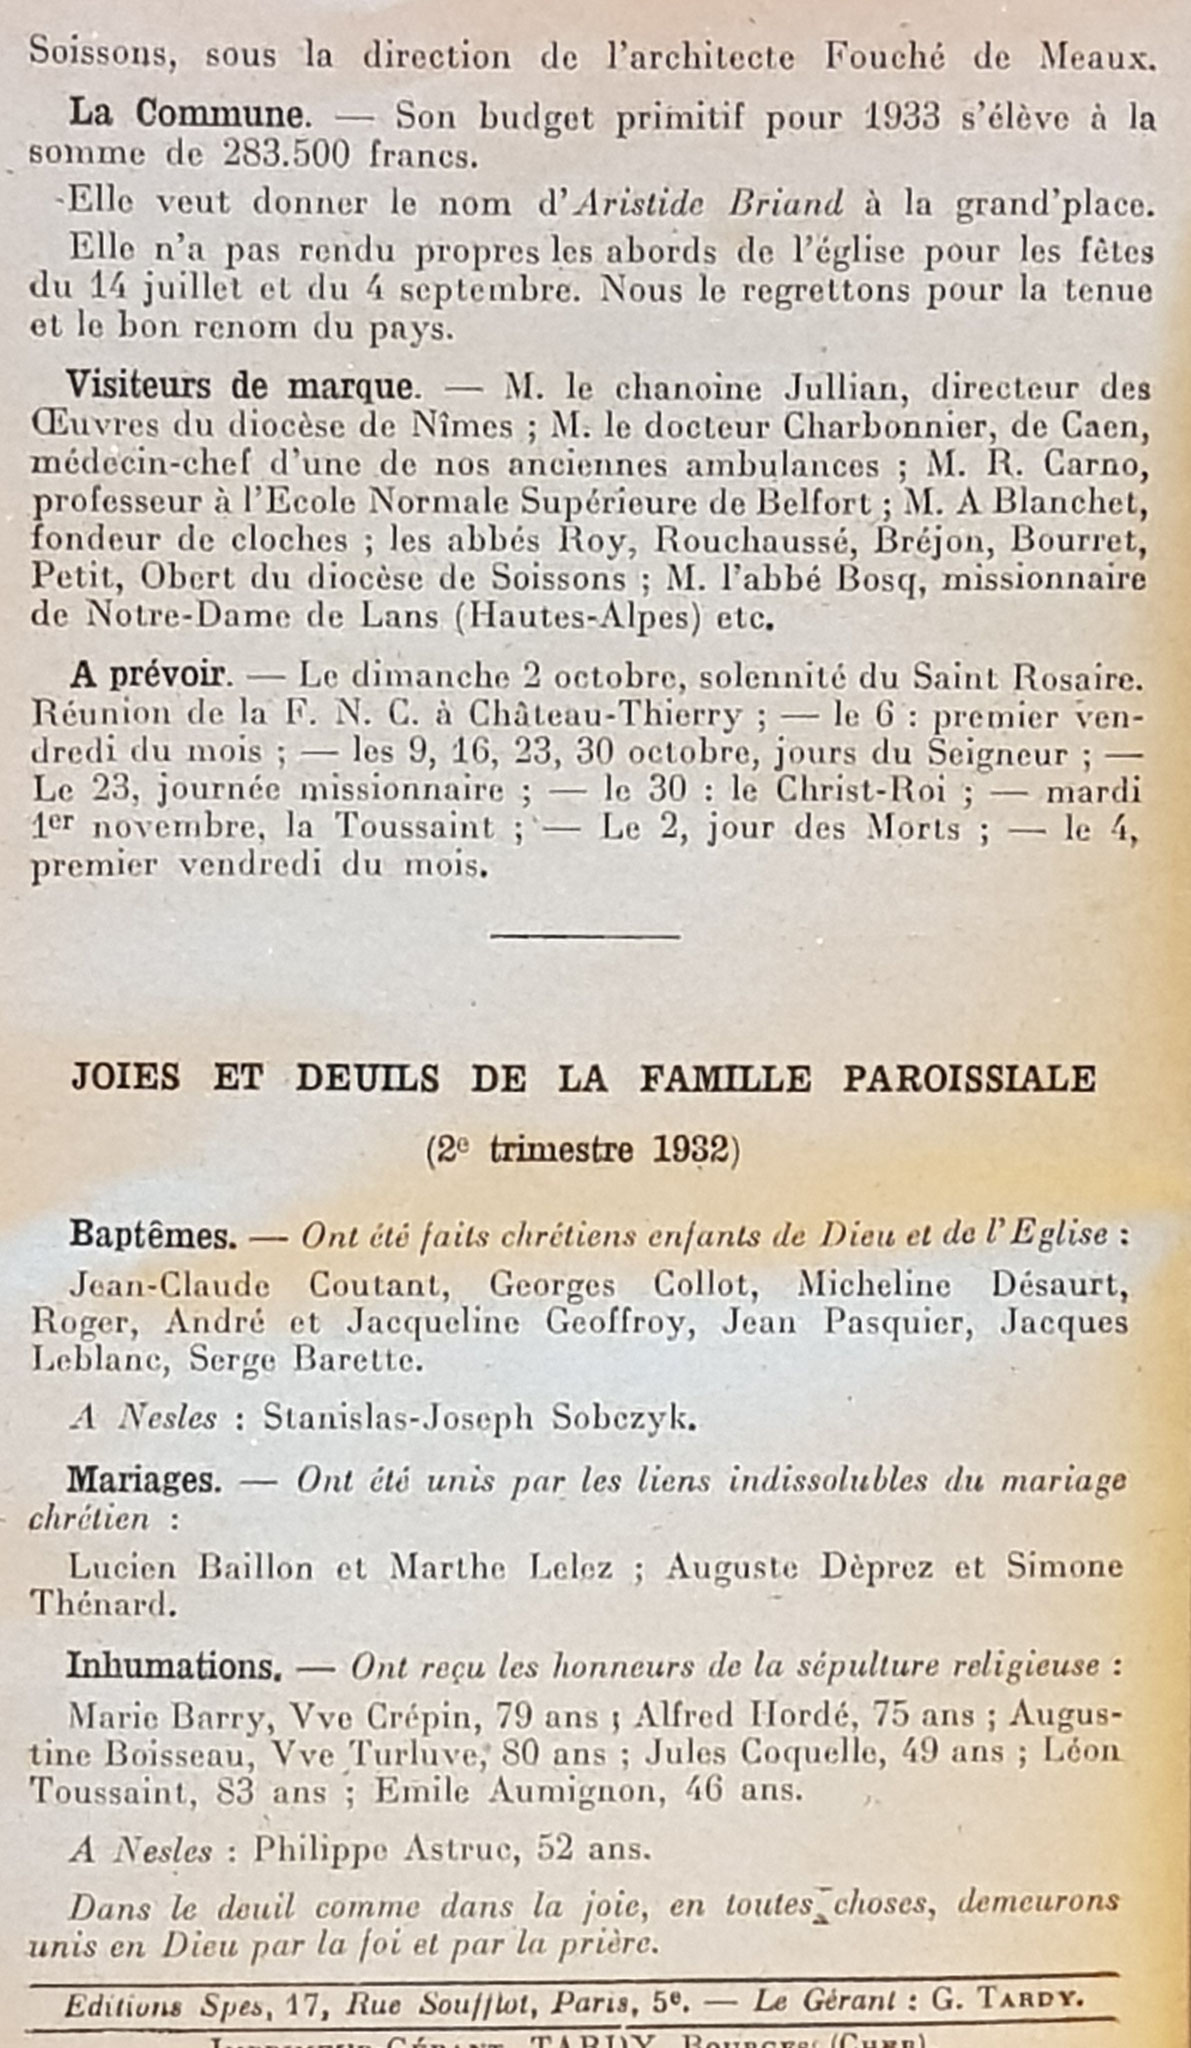 Soissons, sous la direction de l'architecte Fouché de Meaux.
La Commune. — Son budget primitif pour 1933 s'élève à la
somme de 283.500 francs.
Elle veut donner le nom d'Aristide Briand à la grand'place.
Elle n'a pas rendu propres les abords de l'église pour les fêtes
du 14 juillet et du 4 septembre. Nous le regrettons pour la tenue
et le bon renom du pays.
Visiteurs de marque. — M. le chanoine Jullian, directeur des
Œuvres du diocèse de Nîmes ; M. le docteur Charbonnier, de Caen,
médecin-chef d'une de nos anciennes ambulances ; M. R. Carno,
professeur à l'Ecole Normale Supérieure de Belfort ; M. A Blanchet,
fondeur de cloches ; les abbés Roy, Rouchaussé, Bréjon, Bourret,
Petit, Obert du diocèse de Soissons ; M. l'abbé Bosq, missionnaire
de Notre-Dame de Lans (Hautes-Alpes) etc.
A prévoir. — Le dimanche 2 octobre, solennité du Saint Rosaire.
Réunion de la F. N. C. à Château-Thierry ; — le 6 : premier ven-
dredi du mois ; — les 9, 16, 23, 30 octobre, jours du Seigneur ; —
Le 23, journée missionnaire ; — le 30 : le Christ-Roi ; — mardi
1er novembre, la Toussaint ; — Le 2, jour des Morts ; — le 4,
premier vendredi du mois.
JOIES ET DEUILS DE LA FAMILLE PAROISSIALE
(2e trimestre 1932)
Baptêmes. — Ont été faits chrétiens enfants de Dieu et de l'Eglise :
Jean-Claude Coutant, Georges Collot, Micheline Désaurt,
Roger, André et Jacqueline Geoffroy, Jean Pasquier, Jacques
Leblanc, Serge Barette.
A Nesles : Stanislas-Joseph Sobczyk.
Mariages. — Ont été unis par les liens indissolubles du mariage
chrétien :
Lucien Baillon et Marthe Lelez ; Auguste Dèprez et Simone
Thénard.
Inhumations. — Ont reçu les honneurs de la sépulture religieuse :
Marie Barry, Vve Crépin, 79 ans ; Alfred Hordé, 75 ans ; Augus-
tine Boisseau, Vve Turluve, 80 ans ; Jules Coquelle, 49 ans ; Léon
Toussaint, 83 ans ; Emile Aumignon, 46 ans.
A Nesles : Philippe Astruc, 52 ans.
Dans le deuil comme dans la joie, en toutes choses, demeurons
unis en Dieu par la foi et par la prière.
Editions Spes, 17, Rue Soufflot, Paris, 5e. — Le Gérant : G. TARDY.
TARDY, BOURGES (CHER)